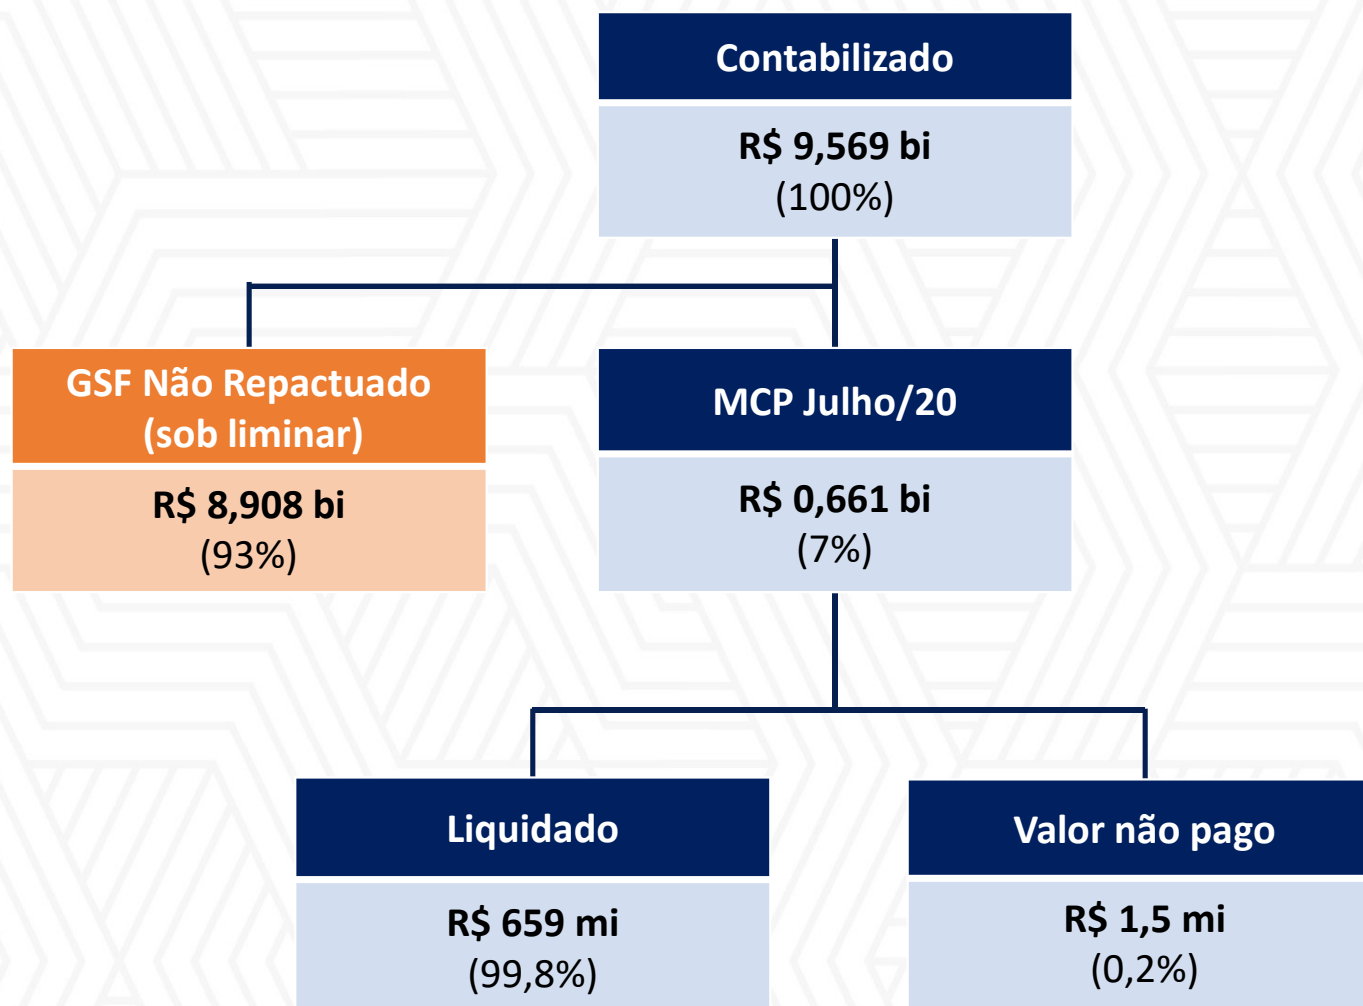 Contabilizado
R$ 9,569 bi
(100%)
GSF Não Repactuado
(sob liminar)
R$ 8,908 bi
(93%)
MCP Julho/20
R$ 0,661 bi
(7%)
Liquidado
R$ 659 mi
(99,8%)
Valor não pago
R$ 1,5 mi
(0,2%)